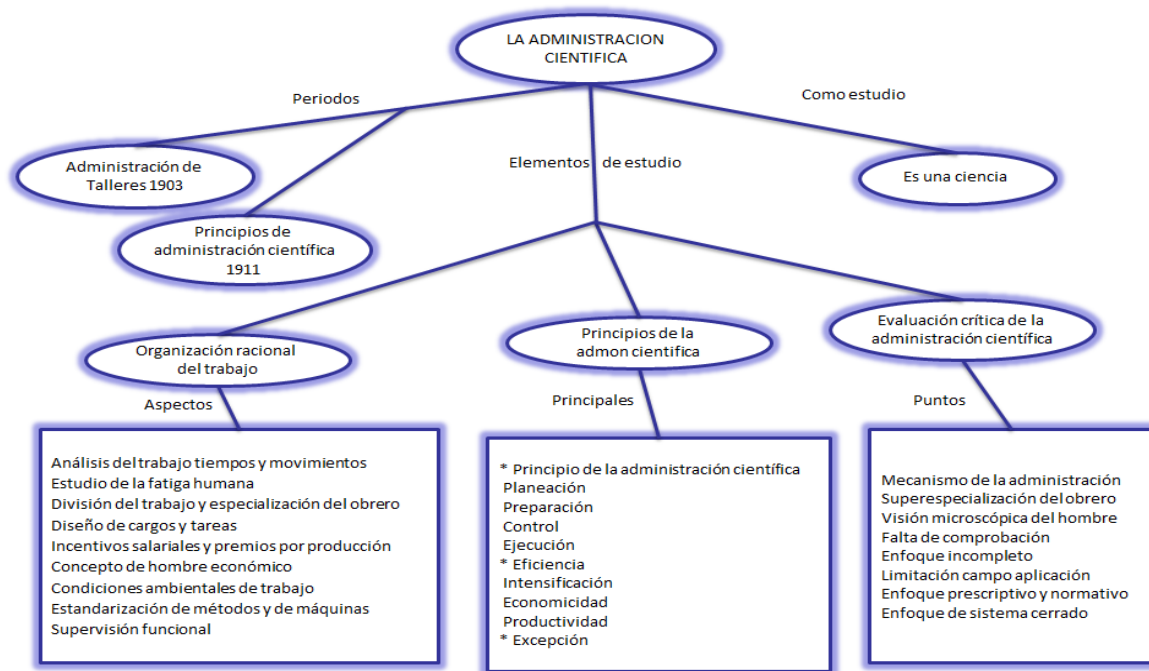 LA ADMINISTRACION
CIENTIFICA
Periodos
Como estudio
Elementos de estudio
Administración de
Talleres 1903
Es una ciencia
Principios de
administración científica
1911
Organización racional
del trabajo
Principios de la
admon cientifica
Evaluación crítica de la
administración científica
Aspectos
Principales
Puntos
Análisis del trabajo tiempos y movimientos
Estudio de la fatiga humana
División del trabajo y especialización del obrero
Diseño de cargos y tareas
Incentivos salariales y premios por producción
Concepto de hombre económico
Condiciones ambientales de trabajo
Estandarización de métodos y de máquinas
Supervisión funcional
* Principio de la administración científica
Planeación
Preparación
Control
Ejecución
* Eficiencia
Intensificación
Economicidad
Productividad
* Excepción
Mecanismo de la administración
Superespecialización del obrero
Visión microscópica del hombre
Falta de comprobación
Enfoque incompleto
Limitación campo aplicación
Enfoque prescriptivo y normativo
Enfoque de sistema cerrado